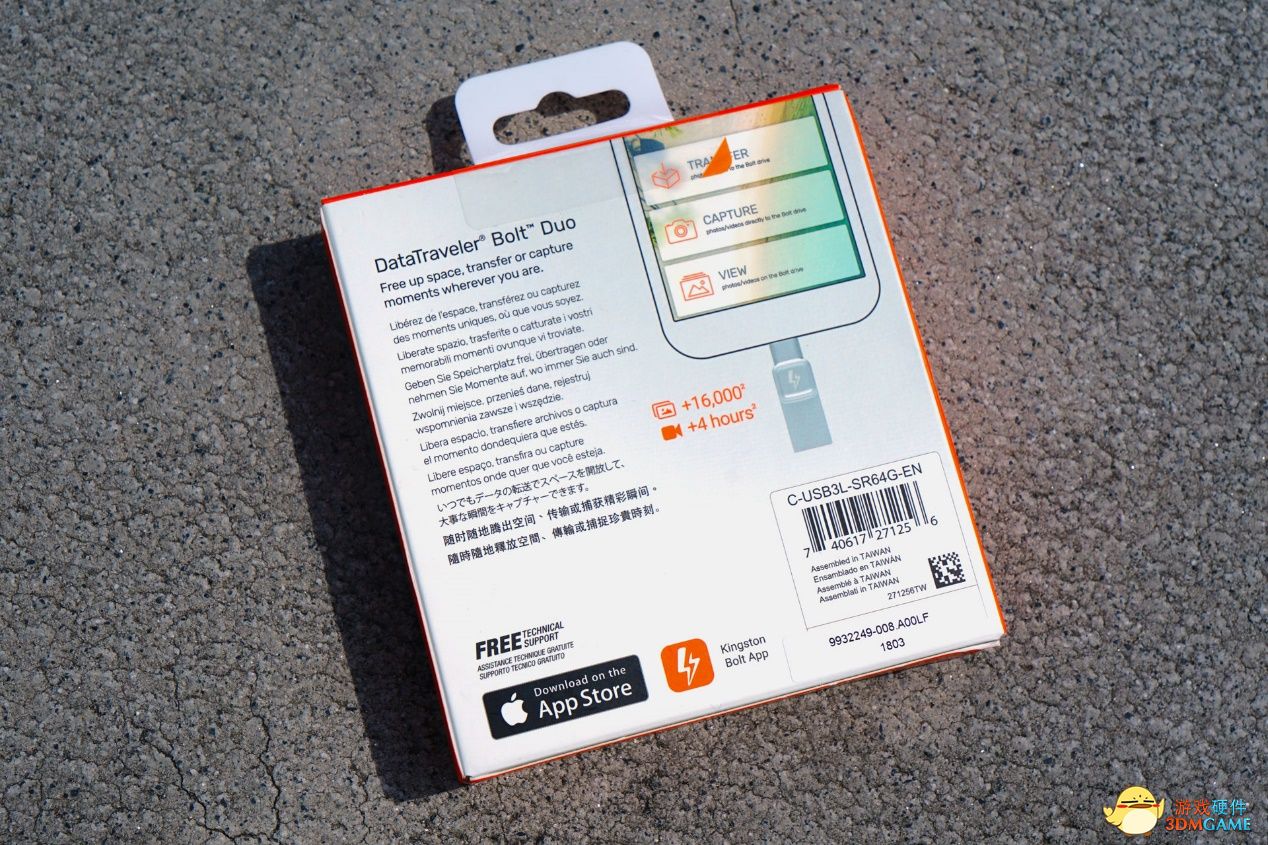 TRANSFER
to the Bolt drive
CAPTURE
photos/videos directly to the Bolt drive
VIEW
photos/videos on the Bolt drive
DataTraveler® Bolt™ Duo
Free up space, transfer or capture
moments wherever you are.
Libérez de l'espace, transférez ou capturez
des moments uniques, où que vous soyez.
Liberate spazio, trasferite o catturate i vostri
memorabili momenti ovunque vi troviate.
Geben Sie Speicherplatz frei, übertragen oder
nehmen Sie Momente auf, wo immer Sie auch sind.
Zwolnij miejsce, przenieś dane, rejestruj
wspomnienia zawsze i wszędzie.
Libera espacio, transfiere archivos o captura
el momento dondequiera que estés.
Libere espaço, transfira ou capture
momentos onde quer que você esteja.
いつでもデータの転送でスペースを開放して、
大事な瞬間をキャプチャーできます。
随时随地腾出空间、传输或捕获精彩瞬间。
隨時隨地釋放空間、傳輸或捕捉珍貴時刻。
+16,000²
+4 hours²
C-USB3L-SR64G-EN
7 40617 27125 6
Assembled in TAIWAN
Ensamblado en TAIWÁN
Assemblé à TAIWAN
Assemblati in TAIWAN
271256TW
9932249-008.A00LF
1803
FREE TECHNICAL SUPPORT
ASSISTANCE TECHNIQUE GRATUITE
SUPORTO TECNICO GRATUITO
Download on the
App Store
Kingston
Bolt App
游戏硬件
3DMGAME